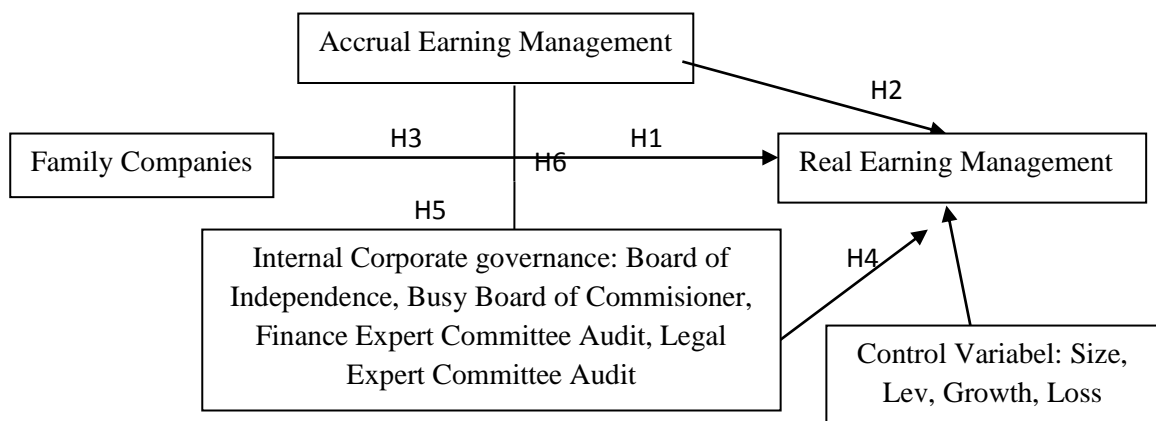 Accrual Earning Management
H2
H3
H1
Family Companies
H6
Real Earning Management
H5
Internal Corporate governance: Board of
Independence, Busy Board of Commisioner,
Finance Expert Committee Audit, Legal
Expert Committee Audit
H4
Control Variabel: Size,
Lev, Growth, Loss